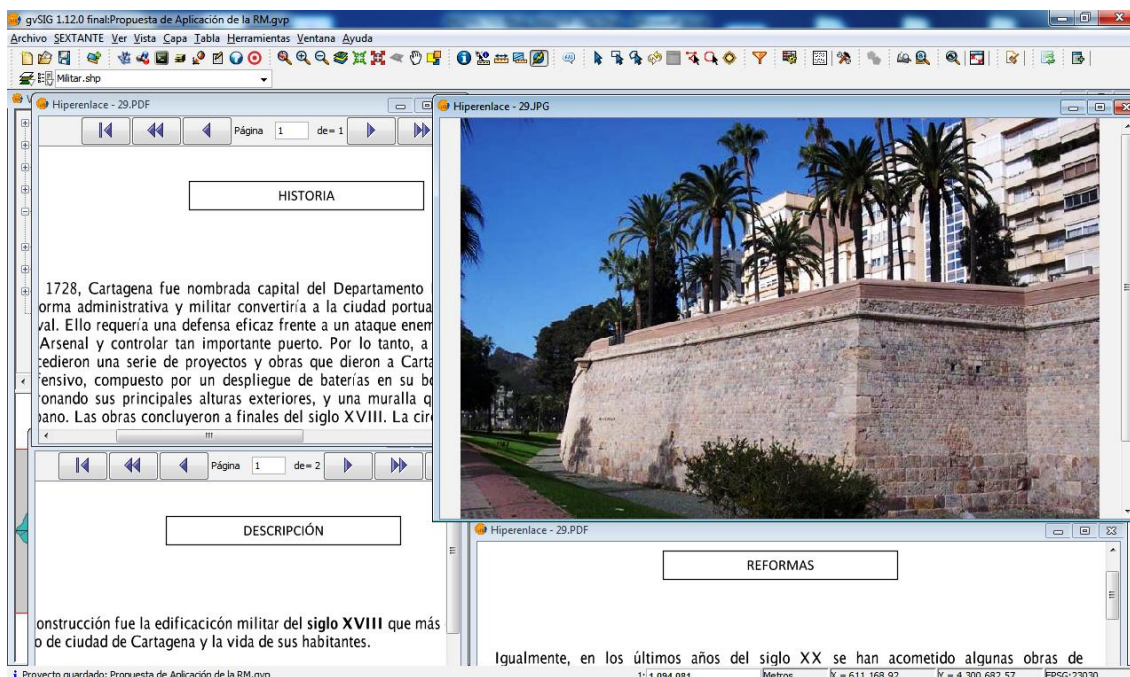 gvSIG 1.12.0 final:Propuesta de Aplicación de la RM.gvp
Archivo SEXTANTE Ver Vista Capa Tabla Herramientas Ventana Ayuda
Militar.shp
Hiperenlace - 29.PDF
Página 1 de= 1
HISTORIA
1728, Cartagena fue nombrada capital del Departamento
orma administrativa y militar convertiría a la ciudad portua
val. Ello requería una defensa eficaz frente a un ataque enem
Arsenal y controlar tan importante puerto. Por lo tanto, a
cedieron una serie de proyectos y obras que dieron a Carta
fensivo, compuesto por un despliegue de baterías en su bo
onando sus principales alturas exteriores, y una muralla q
bano. Las obras concluyeron a finales del siglo XVIII. La circ
Hiperenlace - 29.JPG
Página 1 de= 2
DESCRIPCIÓN
onstrucción fue la edificacicón militar del siglo XVIII que más
o de ciudad de Cartagena y la vida de sus habitantes.
Hiperenlace - 29.PDF
REFORMAS
Igualmente, en los últimos años del siglo XX se han acometido algunas obras de
Proyecto guardado: Propuesta de Aplicación de la RM.gvp
1: 1.094.081 Metros X = 611.168,92 Y = 4.300.682,57 EPSG:23030